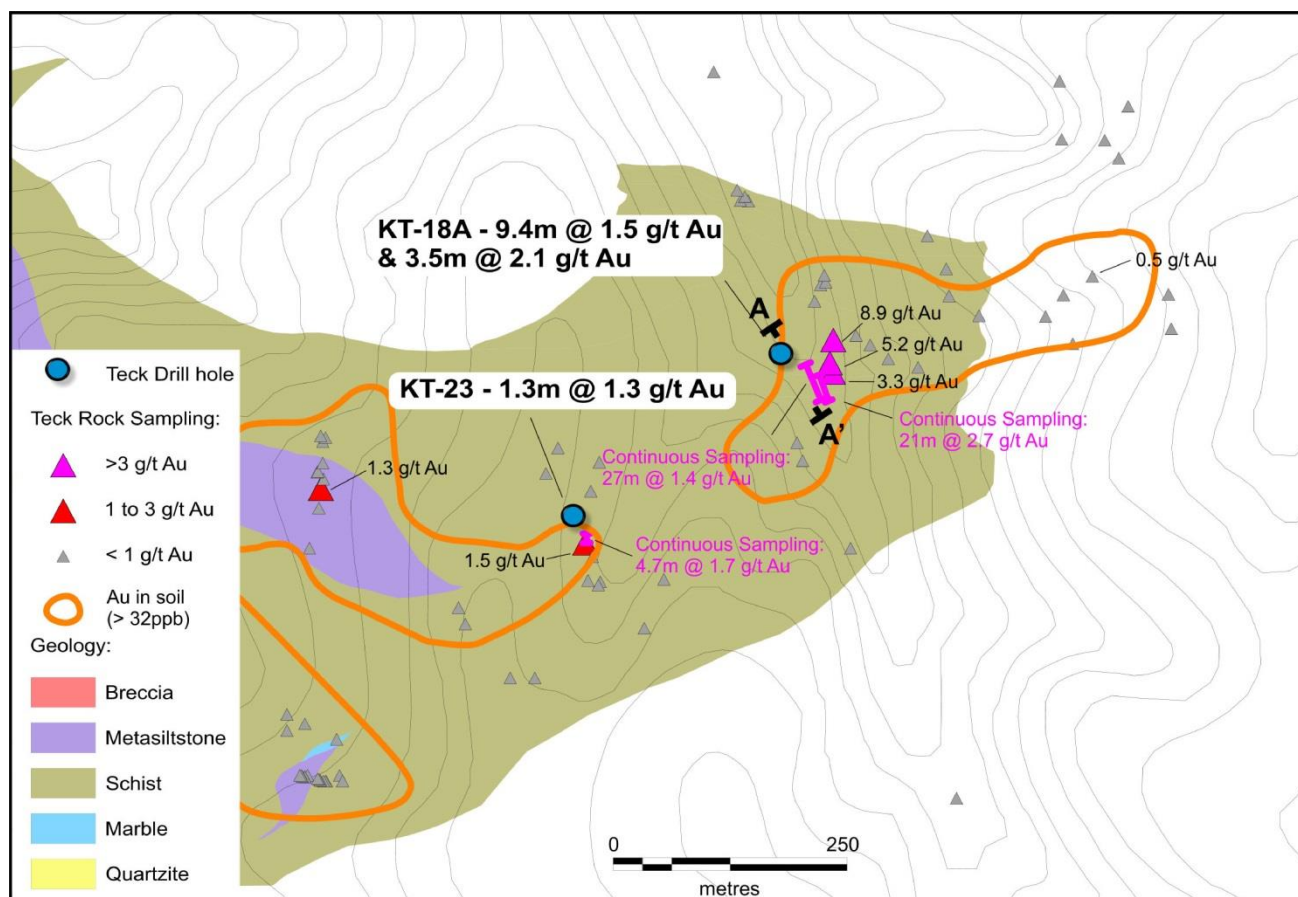 KT-18A - 9.4m @ 1.5 g/t Au
& 3.5m @ 2.1 g/t Au
0.5 g/t Au
A
8.9 g/t Au
5.2 g/t Au
3.3 g/t Au
A’
Continuous Sampling:
21m @ 2.7 g/t Au
KT-23 - 1.3m @ 1.3 g/t Au
Continuous Sampling:
27m @ 1.4 g/t Au
1.3 g/t Au
1.5 g/t Au
Continuous Sampling:
4.7m @ 1.7 g/t Au
Teck Drill hole
Teck Rock Sampling:
>3 g/t Au
1 to 3 g/t Au
< 1 g/t Au
Au in soil
(> 32ppb)
Geology:
Breccia
Metasiltstone
Schist
Marble
Quartzite
0 250
metres